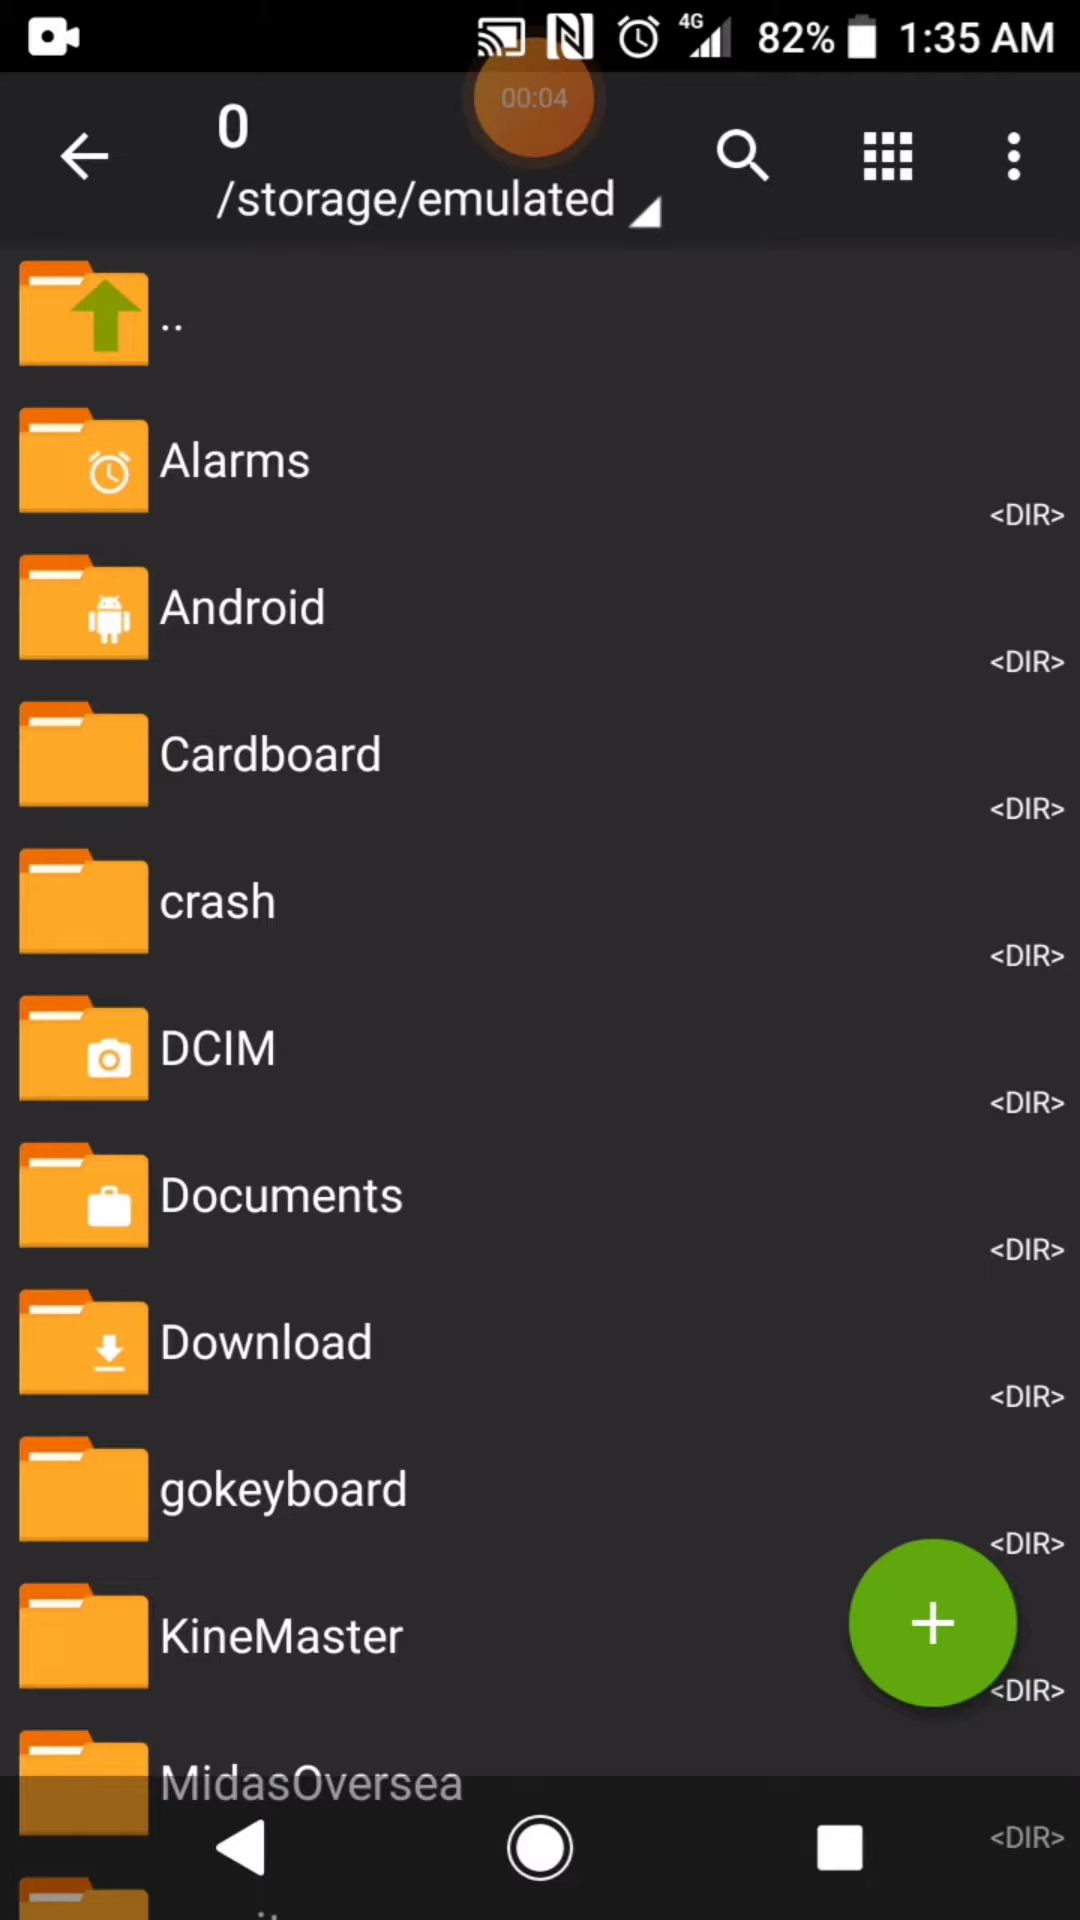 4G 82% 1:35 AM
00:04
0
/storage/emulated
..
Alarms
<DIR>
Android
<DIR>
Cardboard
<DIR>
crash
<DIR>
DCIM
<DIR>
Documents
<DIR>
Download
<DIR>
gokeyboard
<DIR>
KineMaster
<DIR>
MidasOversea
<DIR>